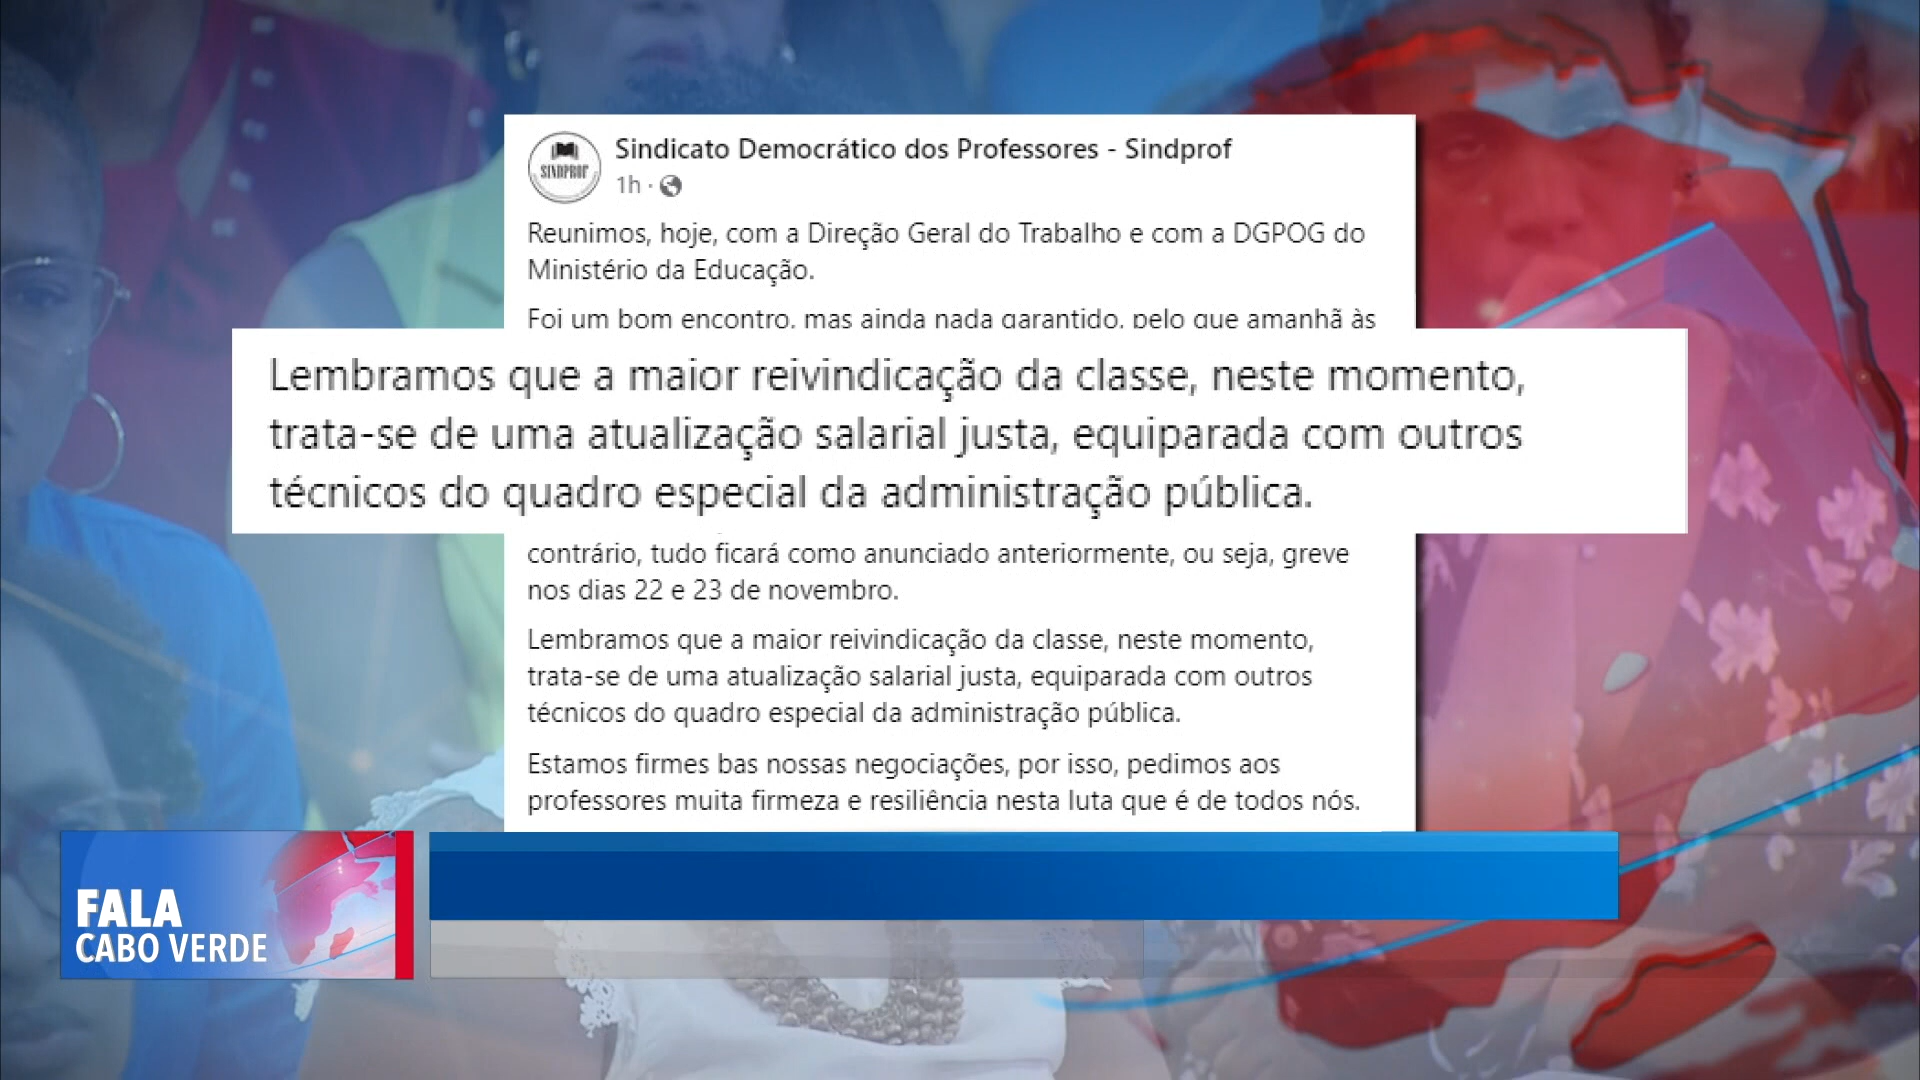 Sindicato Democrático dos Professores - Sindprof
SINDPROF
1h ·
Reunimos, hoje, com a Direção Geral do Trabalho e com a DGPOG do
Ministério da Educação.
Foi um bom encontro, mas ainda nada garantido, pelo que amanhã às
Lembramos que a maior reivindicação da classe, neste momento,
trata-se de uma atualização salarial justa, equiparada com outros
técnicos do quadro especial da administração pública.
contrário, tudo ficará como anunciado anteriormente, ou seja, greve
nos dias 22 e 23 de novembro.
Lembramos que a maior reivindicação da classe, neste momento,
trata-se de uma atualização salarial justa, equiparada com outros
técnicos do quadro especial da administração pública.
Estamos firmes bas nossas negociações, por isso, pedimos aos
professores muita firmeza e resiliência nesta luta que é de todos nós.
FALA
CABO VERDE